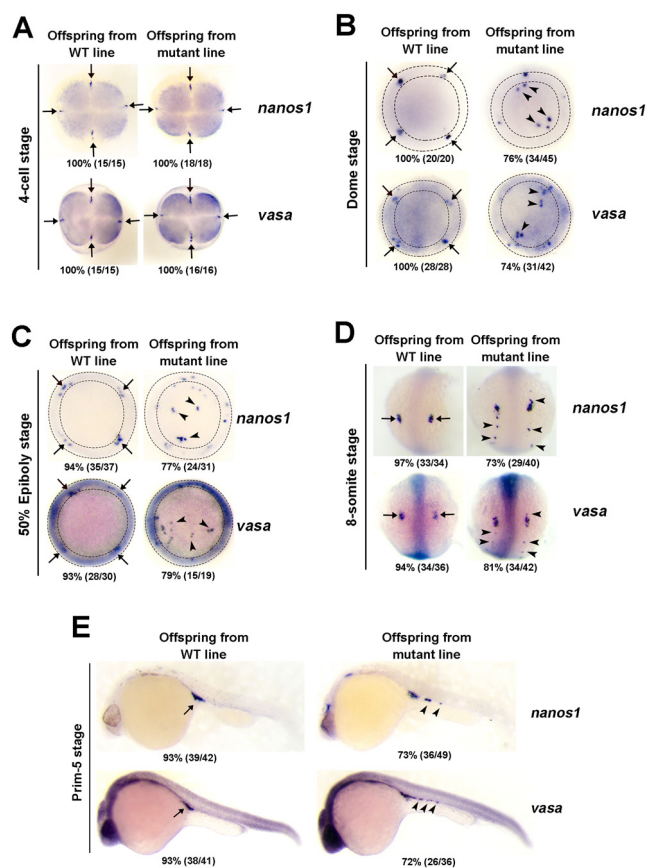 A
Offspring from
WT line
Offspring from
mutant line
4-cell stage
nanos1
100% (15/15)
100% (18/18)
vasa
100% (15/15)
100% (16/16)
B
Offspring from
WT line
Offspring from
mutant line
Dome stage
nanos1
100% (20/20)
76% (34/45)
vasa
100% (28/28)
74% (31/42)
C
Offspring from
WT line
Offspring from
mutant line
50% Epiboly stage
nanos1
94% (35/37)
77% (24/31)
vasa
93% (28/30)
79% (15/19)
D
Offspring from
WT line
Offspring from
mutant line
8-somite stage
nanos1
97% (33/34)
73% (29/40)
vasa
94% (34/36)
81% (34/42)
E
Offspring from
WT line
Offspring from
mutant line
Prim-5 stage
nanos1
93% (39/42)
73% (36/49)
vasa
93% (38/41)
72% (26/36)